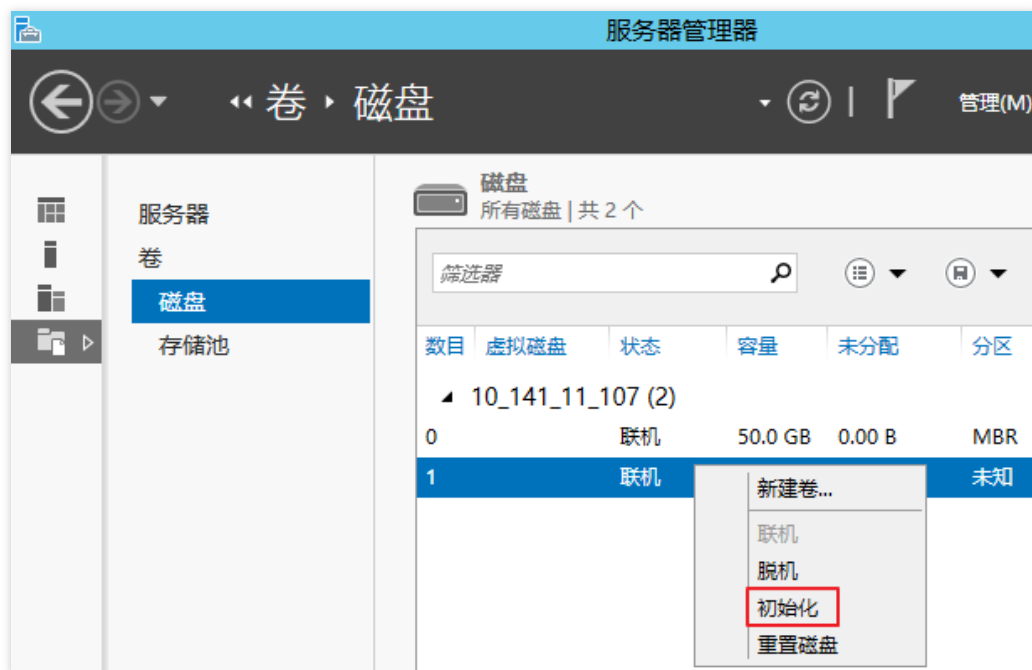 服务器管理器
卷 磁盘
管理(M)
服务器
卷
磁盘
存储池
磁盘
所有磁盘 | 共 2 个
筛选器
数目 虚拟磁盘 状态 容量 未分配 分区
10_141_11_107 (2)
0 联机 50.0 GB 0.00 B MBR
1 联机 未知
新建卷...
联机
脱机
初始化
重置磁盘